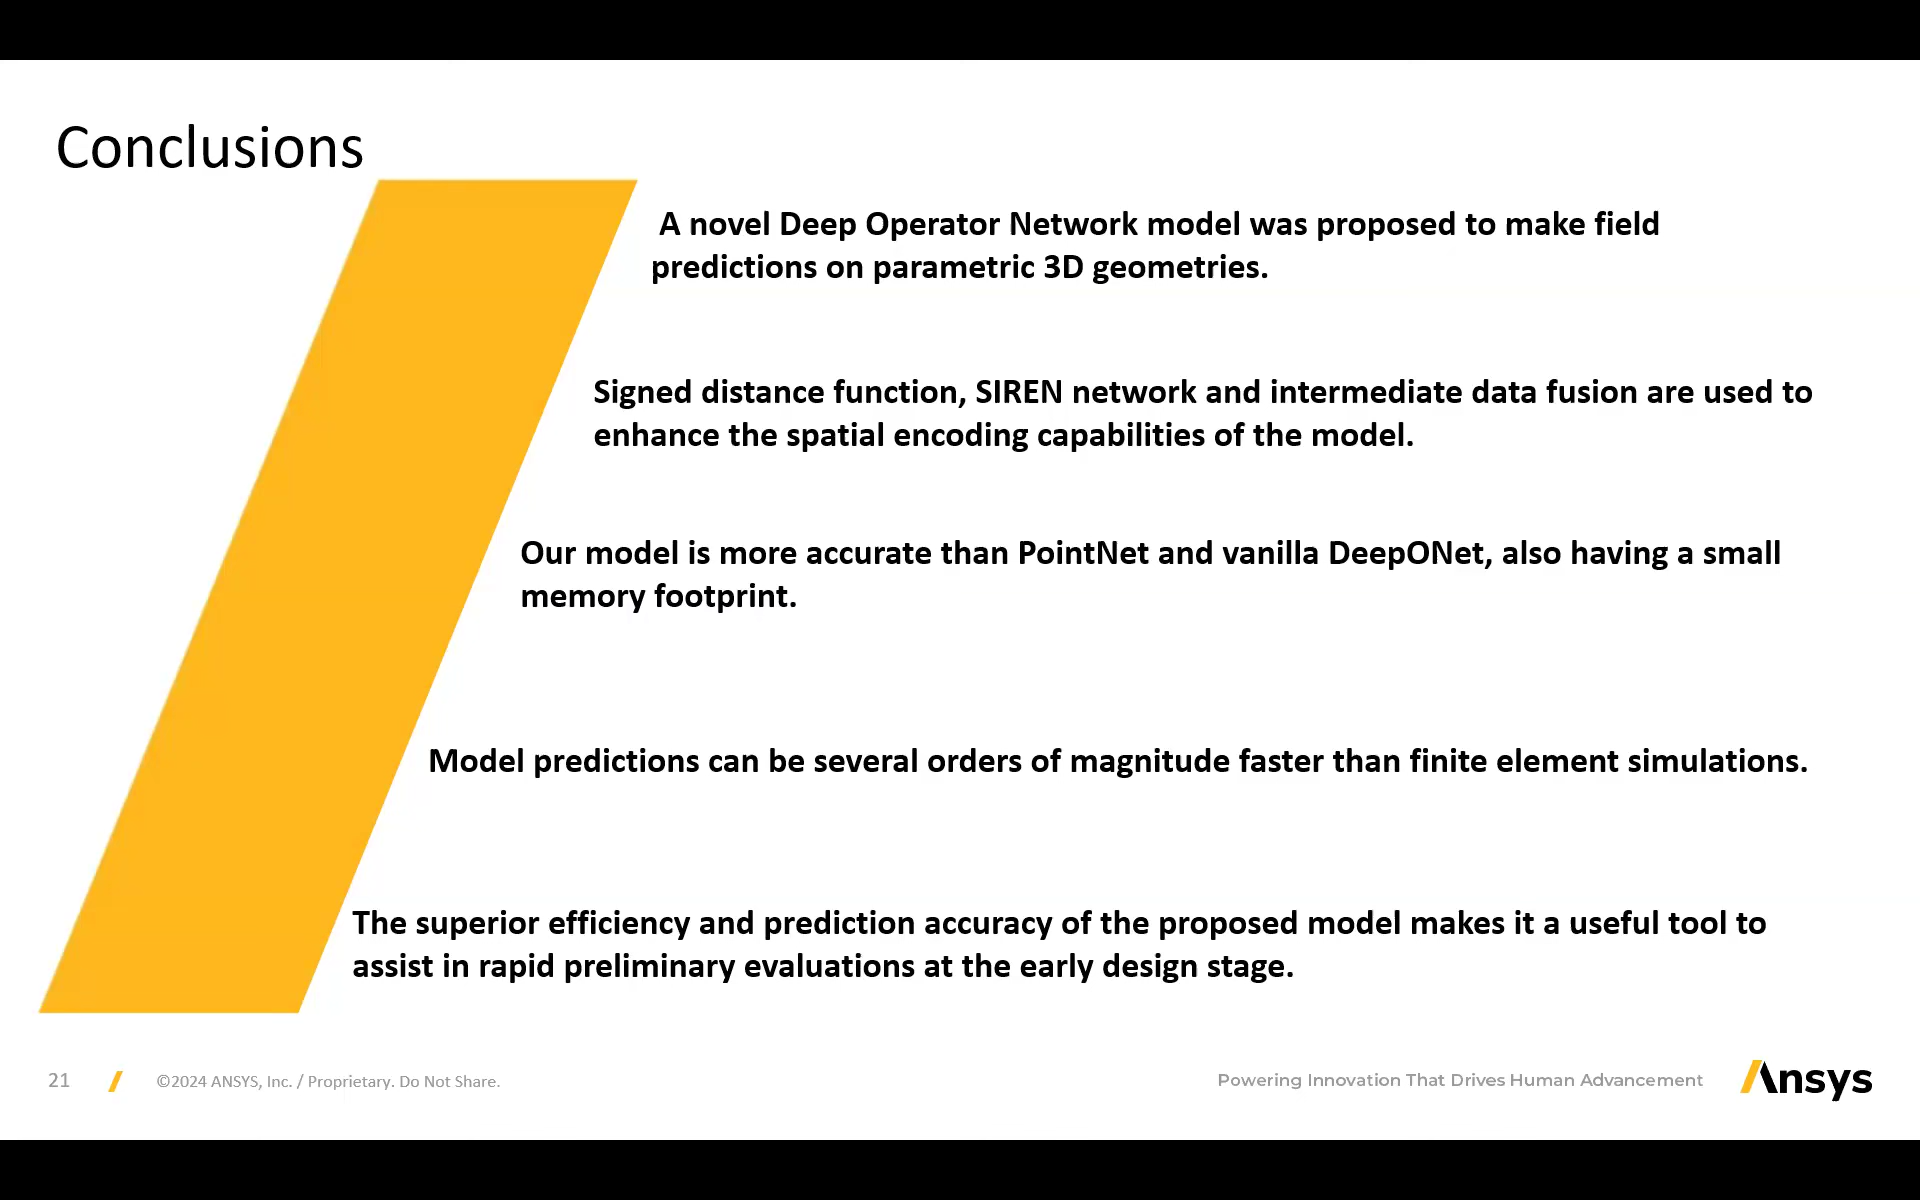 Conclusions
A novel Deep Operator Network model was proposed to make field
predictions on parametric 3D geometries.
Signed distance function, SIREN network and intermediate data fusion are used to
enhance the spatial encoding capabilities of the model.
Our model is more accurate than PointNet and vanilla DeepONet, also having a small
memory footprint.
Model predictions can be several orders of magnitude faster than finite element simulations.
The superior efficiency and prediction accuracy of the proposed model makes it a useful tool to
assist in rapid preliminary evaluations at the early design stage.
21
©2024 ANSYS, Inc. / Proprietary. Do Not Share.
Powering Innovation That Drives Human Advancement
Ansys